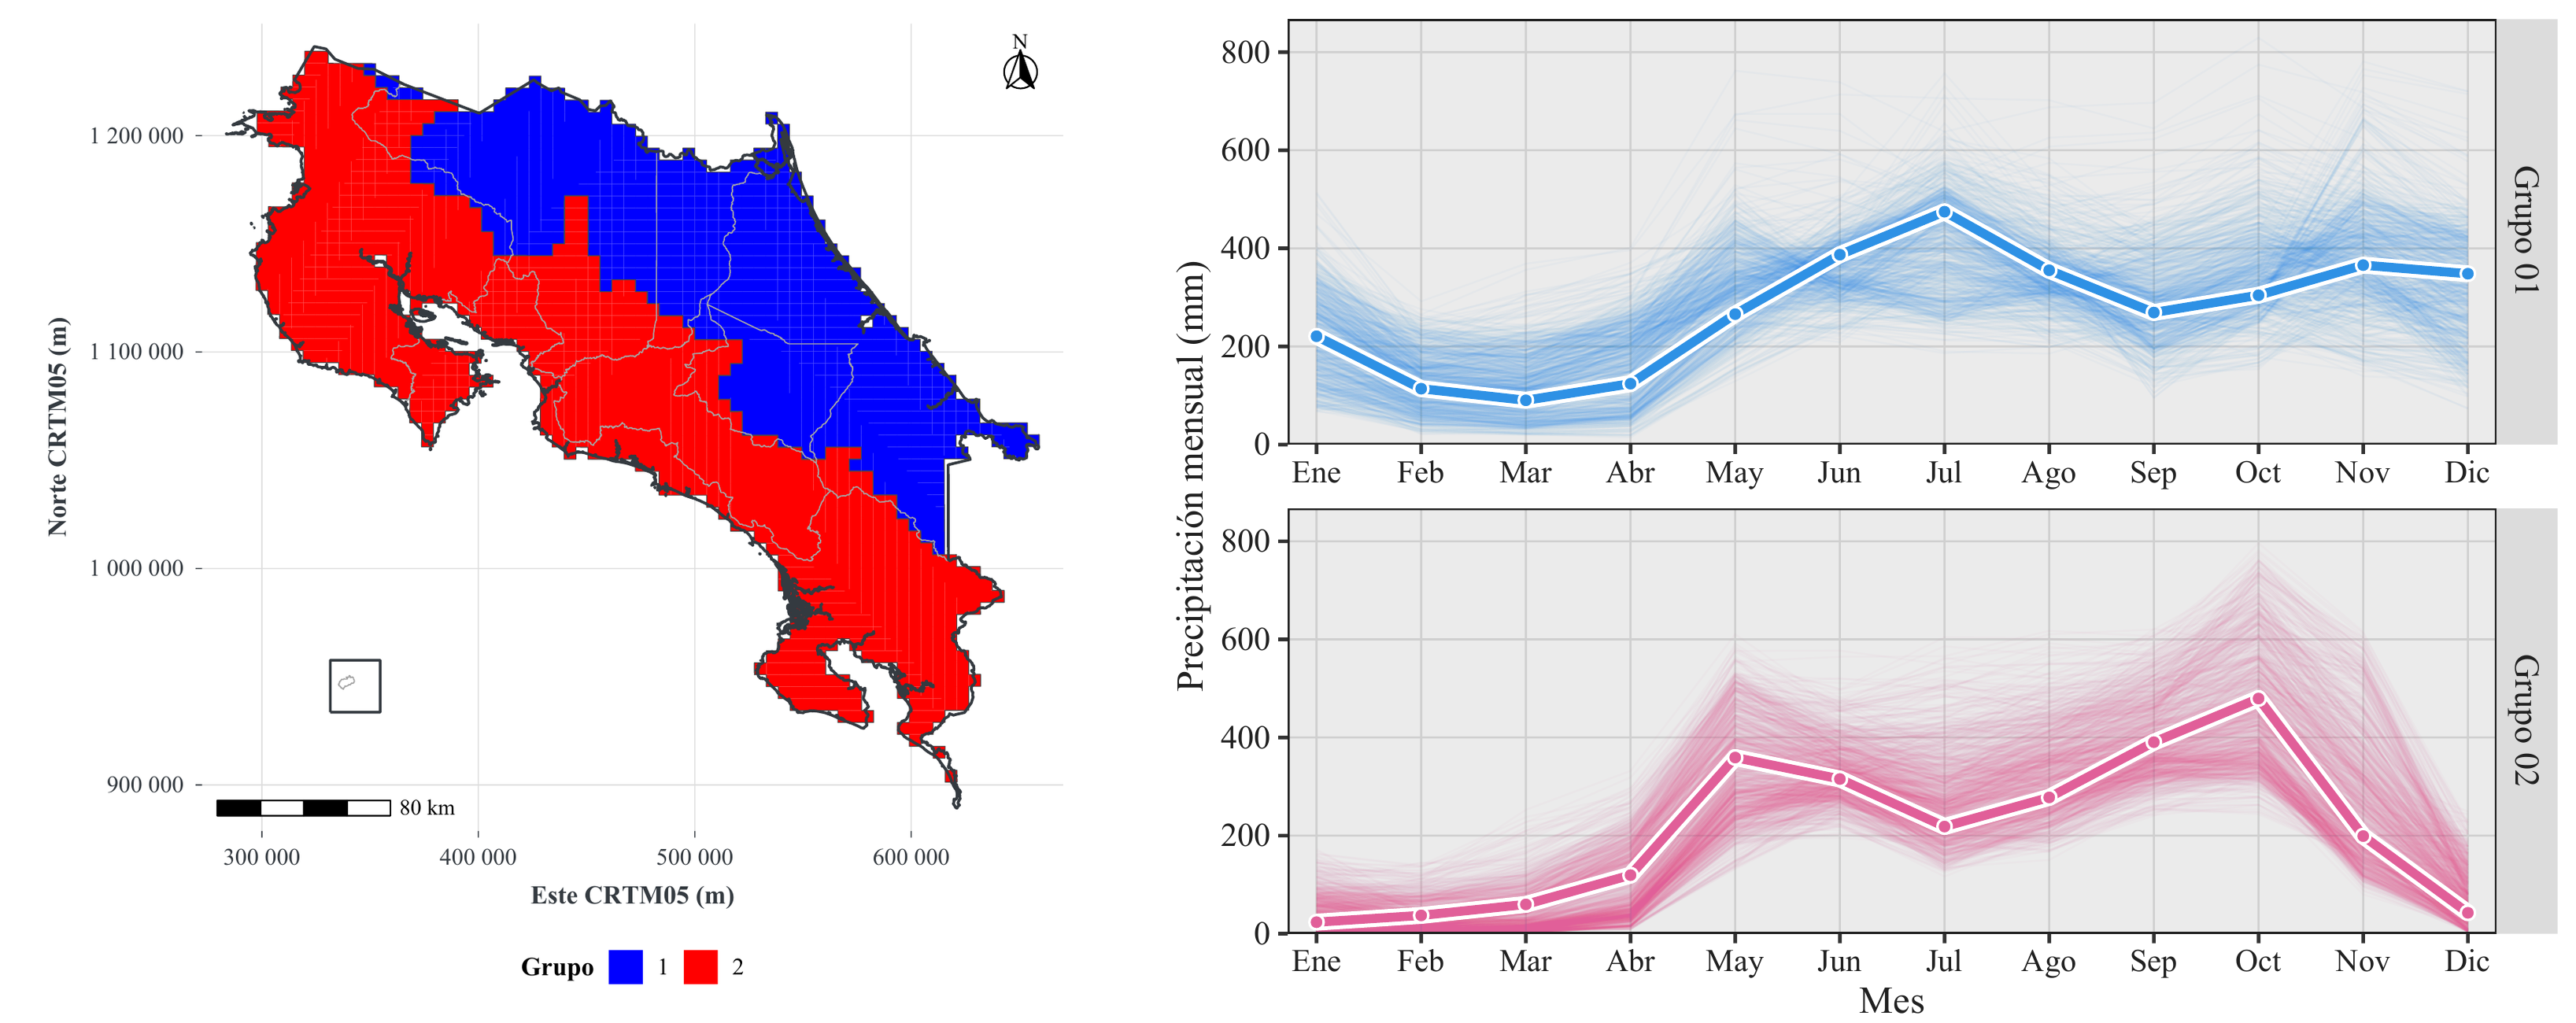 N
1 200 000
1 100 000
1 000 000
900 000
Norte CRTM05 (m)
80 km
300 000 400 000 500 000 600 000
Este CRTM05 (m)
Grupo 1 2
Precipitación mensual (mm)
800
600
400
200
0
Ene Feb Mar Abr May Jun Jul Ago Sep Oct Nov Dic
Grupo 01
800
600
400
200
0
Ene Feb Mar Abr May Jun Jul Ago Sep Oct Nov Dic
Grupo 02
Mes